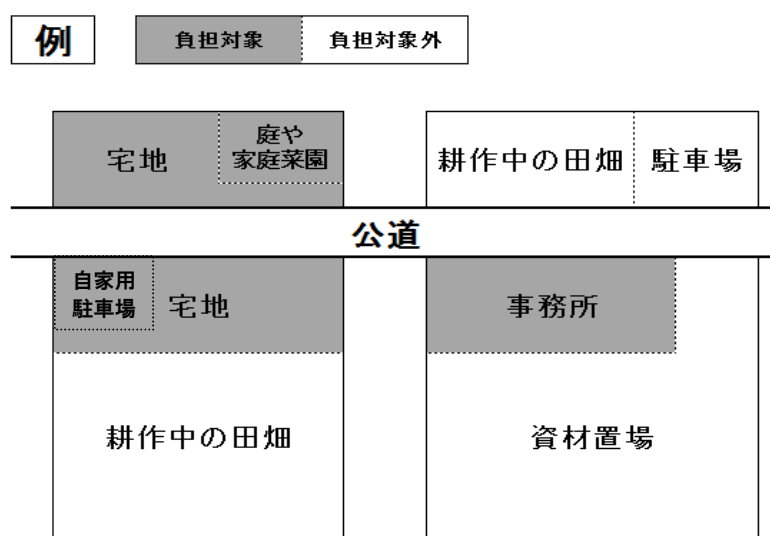 例
負担対象 負担対象外
宅地
庭や
家庭菜園
耕作中の田畑 駐車場
公道
自家用
駐車場
宅地
事務所
耕作中の田畑
資材置場